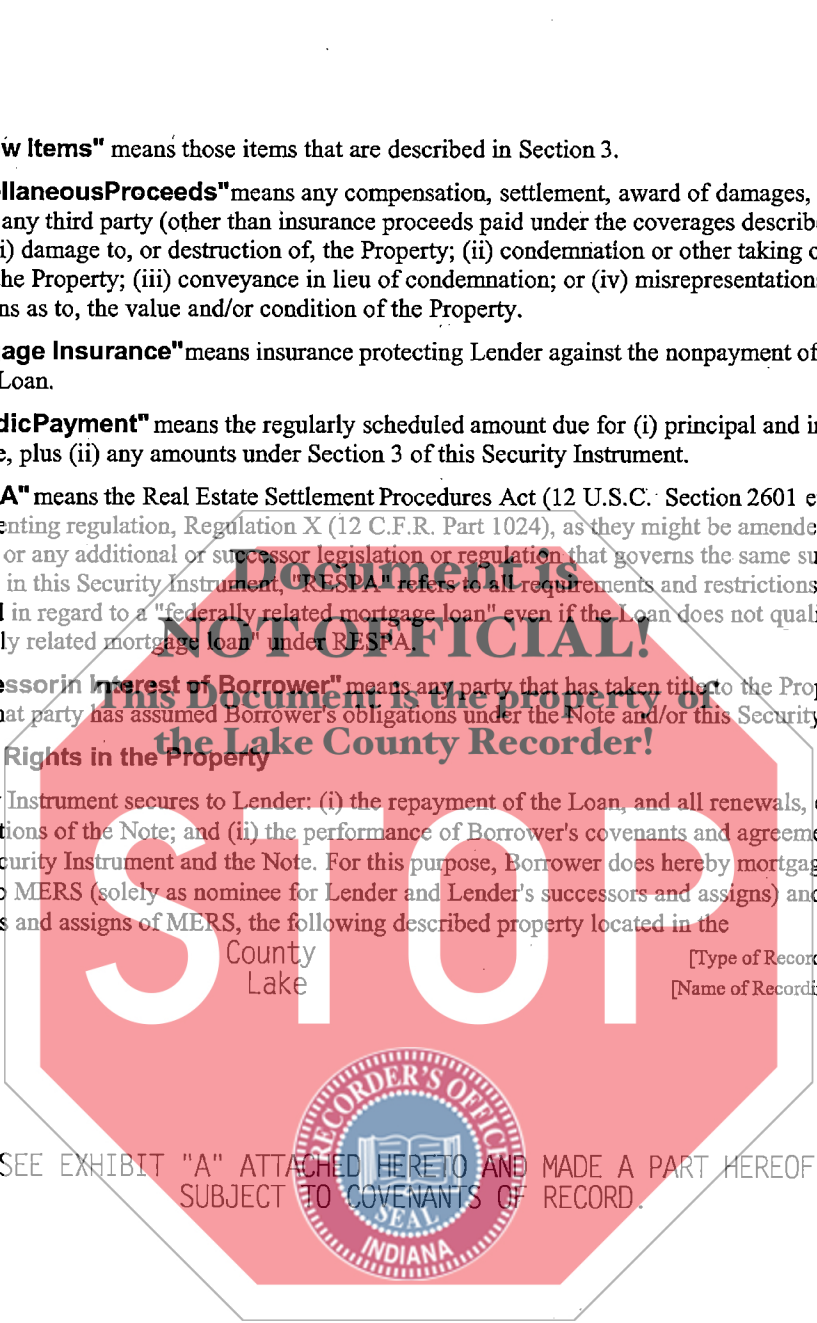 w Items" means those items that are described in Section 3.
llaneousProceeds"means any compensation, settlement, award of damages,
any third party (other than insurance proceeds paid under the coverages describ
i) damage to, or destruction of, the Property; (ii) condemnation or other taking o
he Property; (iii) conveyance in lieu of condemnation; or (iv) misrepresentation
ns as to, the value and/or condition of the Property.
age Insurance"means insurance protecting Lender against the nonpayment of
Loan.
dicPayment" means the regularly scheduled amount due for (i) principal and in
e, plus (ii) any amounts under Section 3 of this Security Instrument.
A" means the Real Estate Settlement Procedures Act (12 U.S.C. Section 2601 e
enting regulation, Regulation X (12 C.F.R. Part 1024), as they might be amende
or any additional or successor legislation or regulation that governs the same su
Document is
in this Security Instrument, "RESPA" refers to all requirements and restrictions
l in regard to a "federally related mortgage loan" even if the Loan does not quali
NOT OFFICIAL!
ly related mortgage loan" under RESPA.
essorin Interest of Borrower" means any party that has taken title to the Prop
This Document is the property of
at party has assumed Borrower's obligations under the Note and/or this Security
the Lake County Recorder!
Rights in the Property
Instrument secures to Lender: (i) the repayment of the Loan, and all renewals,
tions of the Note; and (ii) the performance of Borrower's covenants and agreeme
curity Instrument and the Note. For this purpose, Borrower does hereby mortgag
o MERS (solely as nominee for Lender and Lender's successors and assigns) and
s and assigns of MERS, the following described property located in the
County [Type of Record
Lake [Name of Recordi
STOP
RECORDER'S OFFICE
SEE EXHIBIT "A" ATTACHED HERETO AND MADE A PART HEREOF
SUBJECT TO COVENANTS OF RECORD.
SEAL
INDIANA